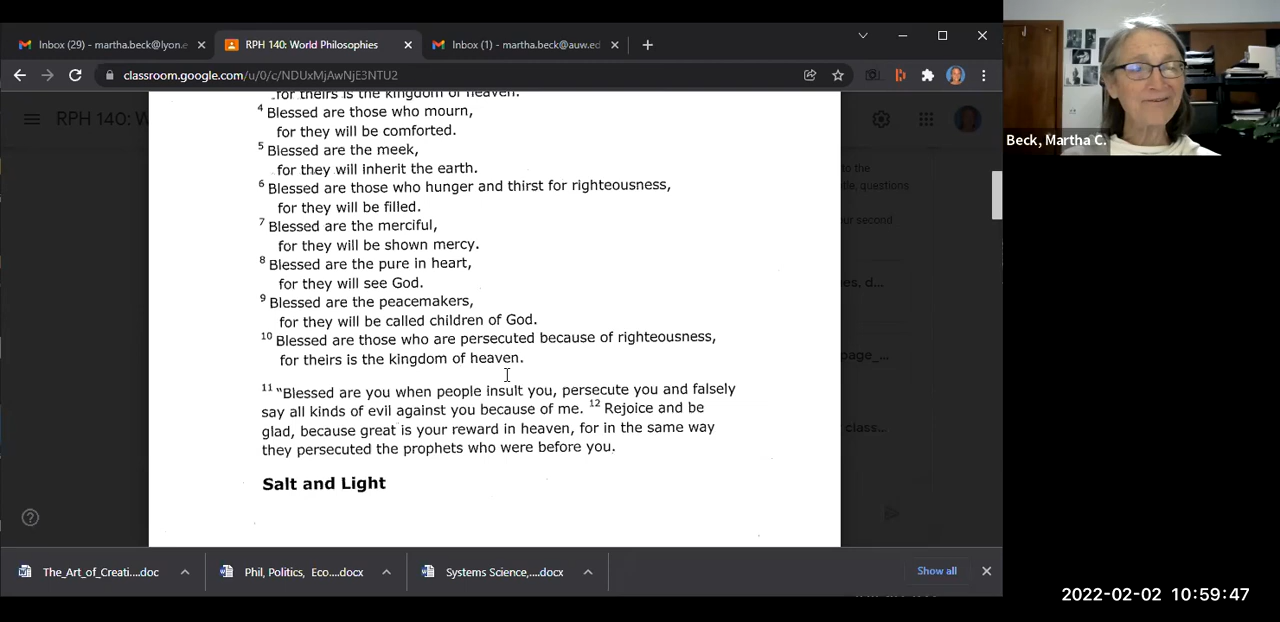 Inbox (29) - martha.beck@lyon.e
RPH 140: World Philosophies
Inbox (1) - martha.beck@auw.ed
classroom.google.com/u/0/c/NDUxMjAwNjE3NTU2
RPH 140: W
for theirs is the kingdom of heaven.
4 Blessed are those who mourn,
for they will be comforted.
5 Blessed are the meek,
for they will inherit the earth.
6 Blessed are those who hunger and thirst for righteousness,
for they will be filled.
7 Blessed are the merciful,
for they will be shown mercy.
8 Blessed are the pure in heart,
for they will see God.
9 Blessed are the peacemakers,
for they will be called children of God.
10 Blessed are those who are persecuted because of righteousness,
for theirs is the kingdom of heaven.
11 “Blessed are you when people insult you, persecute you and falsely
say all kinds of evil against you because of me. 12 Rejoice and be
glad, because great is your reward in heaven, for in the same way
they persecuted the prophets who were before you.
Salt and Light
to the
questions
our second
es, d...
page_...
class...
The_Art_of_Creati....doc
Phil, Politics, Eco....docx
Systems Science,....docx
Show all
Beck, Martha C.
2022-02-02 10:59:47